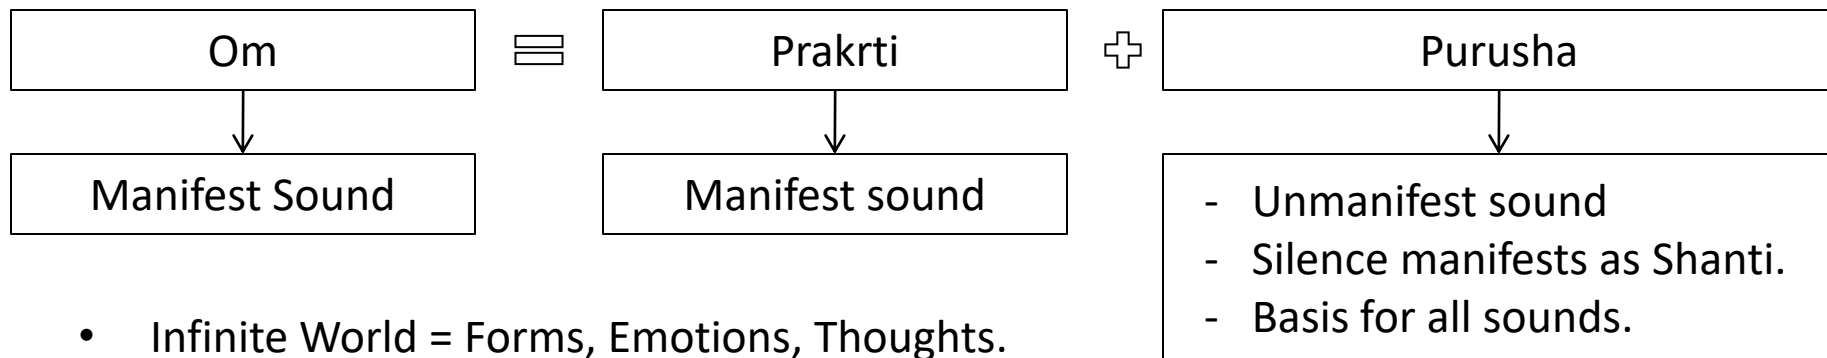 Om = Prakrti + Purusha
Manifest Sound
Manifest sound
- Unmanifest sound
- Silence manifests as Shanti.
- Basis for all sounds.
• Infinite World = Forms, Emotions, Thoughts.